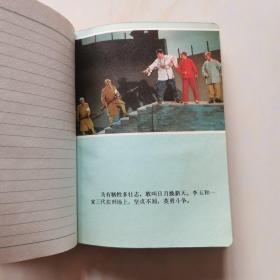 为有牺牲多壮志，敢叫日月换新天。李玉和一
家三代在刑场上，坚贞不屈，英勇斗争。